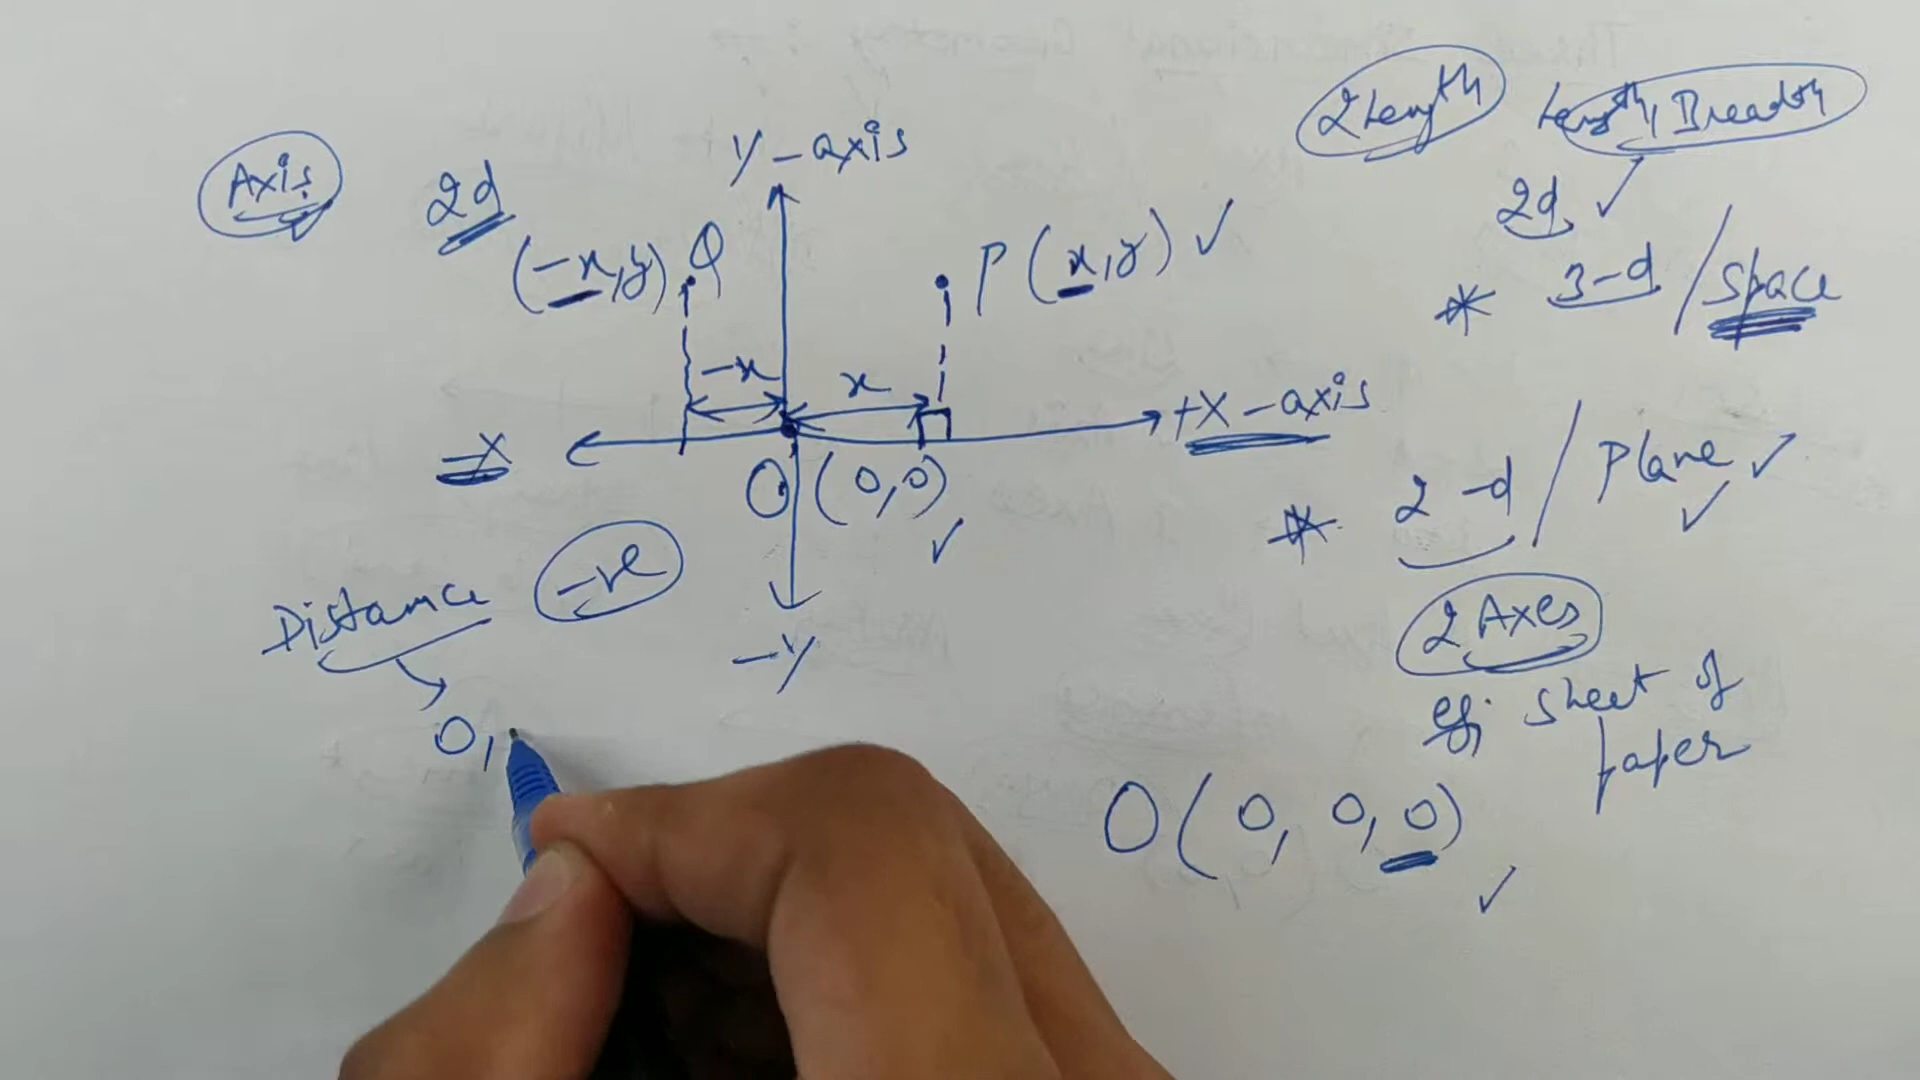 2 Length Length, Breadth
Y-axis
Axis 2d
2d ✓
(-x,y) Q P (x,y) ✓
* 3-d / Space
-x x
-X +X-axis
O (0,0) ✓
* 2-d / Plane ✓
Distance -ve
2 Axes
-Y
eg: Sheet of
paper
0,
O(0, 0, 0) ✓